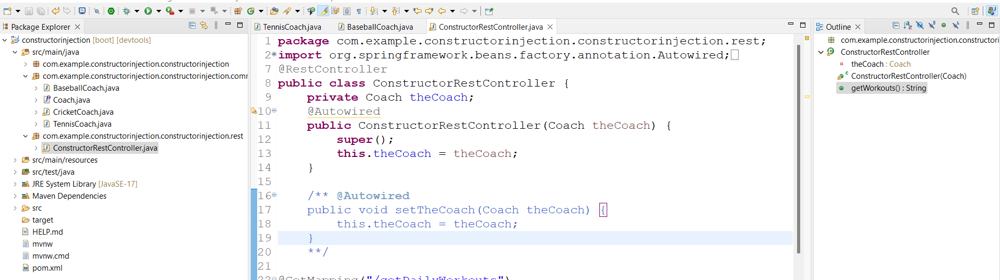 Package Explorer
constructorinjection [boot] [devtools]
src/main/java
com.example.constructorinjection.constructorinjection
com.example.constructorinjection.constructorinjection.comr
BaseballCoach.java
Coach.java
CricketCoach.java
TennisCoach.java
com.example.constructorinjection.constructorinjection.rest
ConstructorRestController.java
src/main/resources
src/test/java
JRE System Library [JavaSE-17]
Maven Dependencies
src
target
HELP.md
mvnw
mvnw.cmd
pom.xml
TennisCoach.java BaseballCoach.java ConstructorRestController.java
1 package com.example.constructorinjection.constructorinjection.rest;
2 import org.springframework.beans.factory.annotation.Autowired;
7 @RestController
8 public class ConstructorRestController {
9 private Coach theCoach;
10 @Autowired
11 public ConstructorRestController(Coach theCoach) {
12 super();
13 this.theCoach = theCoach;
14 }
15
16 /** @Autowired
17 public void setTheCoach(Coach theCoach) {
18 this.theCoach = theCoach;
19 }
20 **/
21
22 @GetMapping("/getDailyWorkouts")
Outline
com.example.constructorinjection.constructori
ConstructorRestController
theCoach : Coach
ConstructorRestController(Coach)
getWorkouts() : String